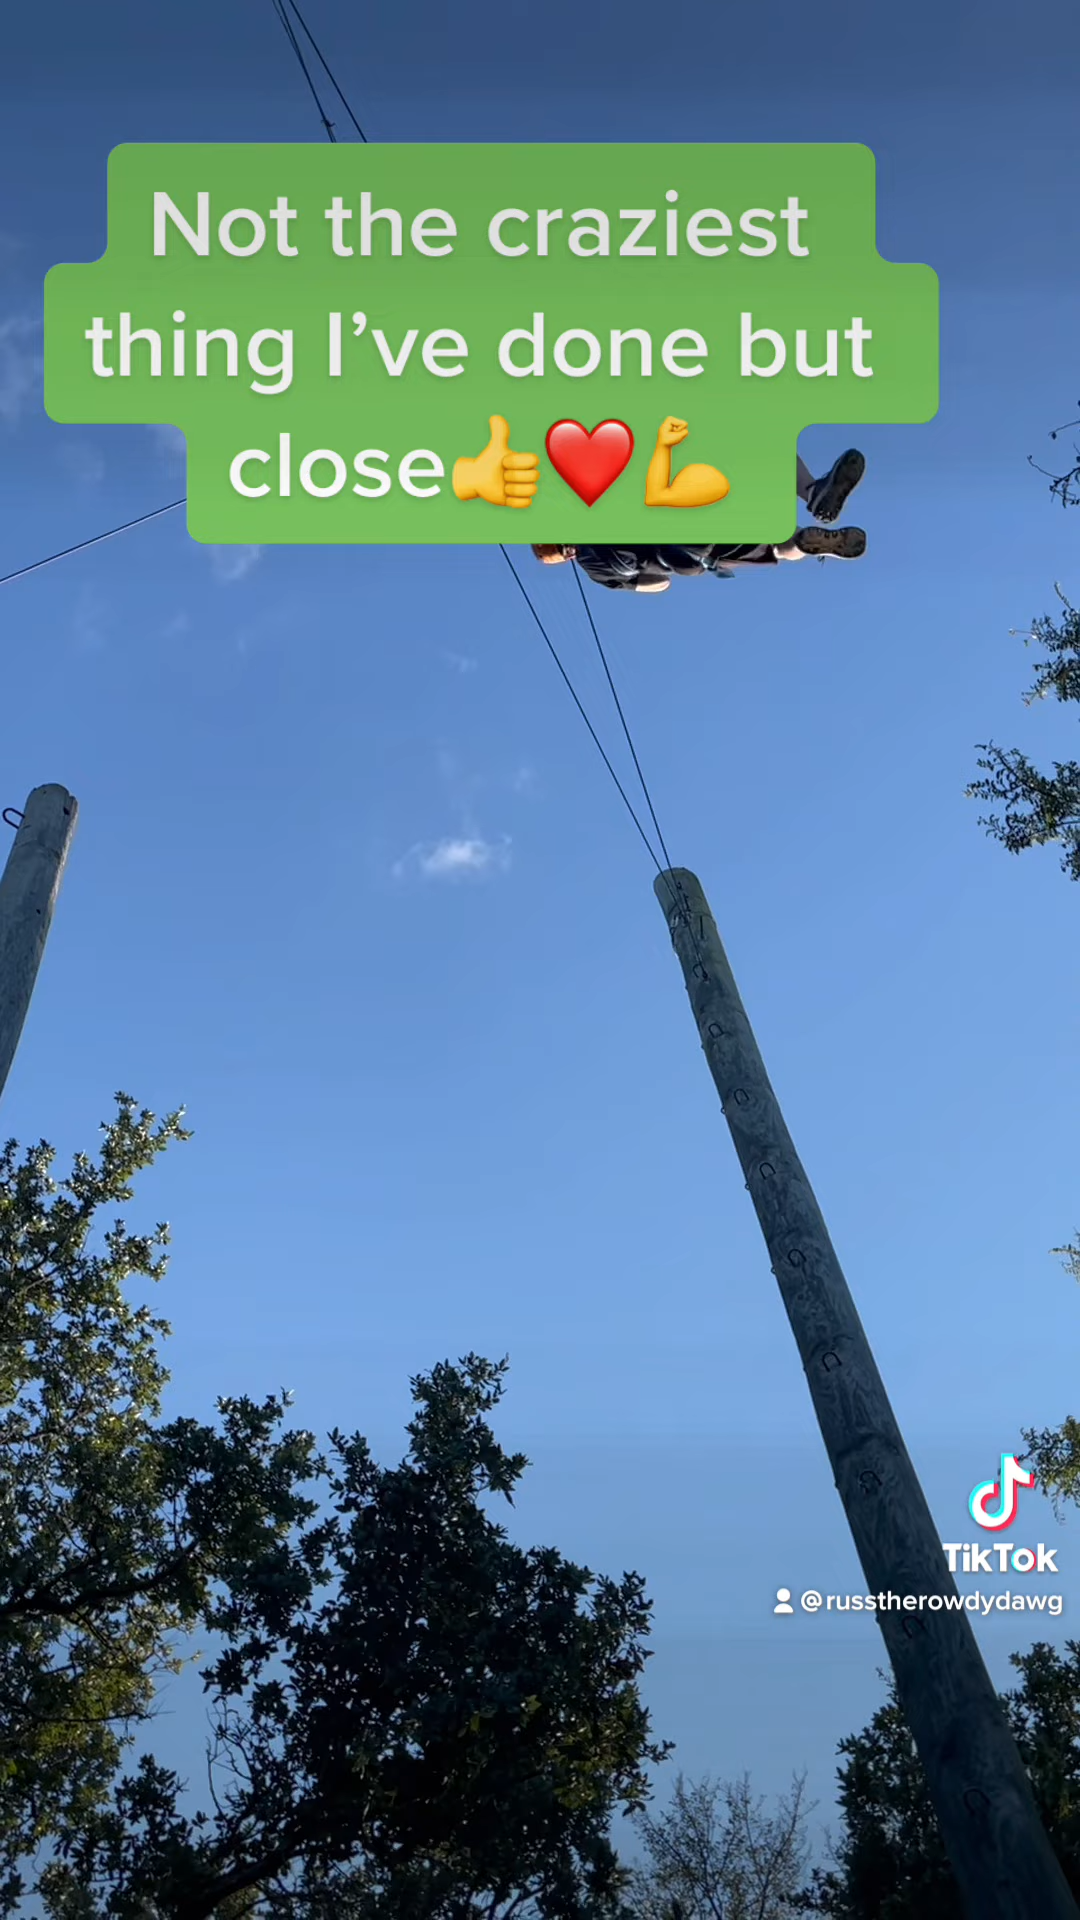 Not the craziest
thing I’ve done but
close👍❤️💪
TikTok
@russtherowdydawg